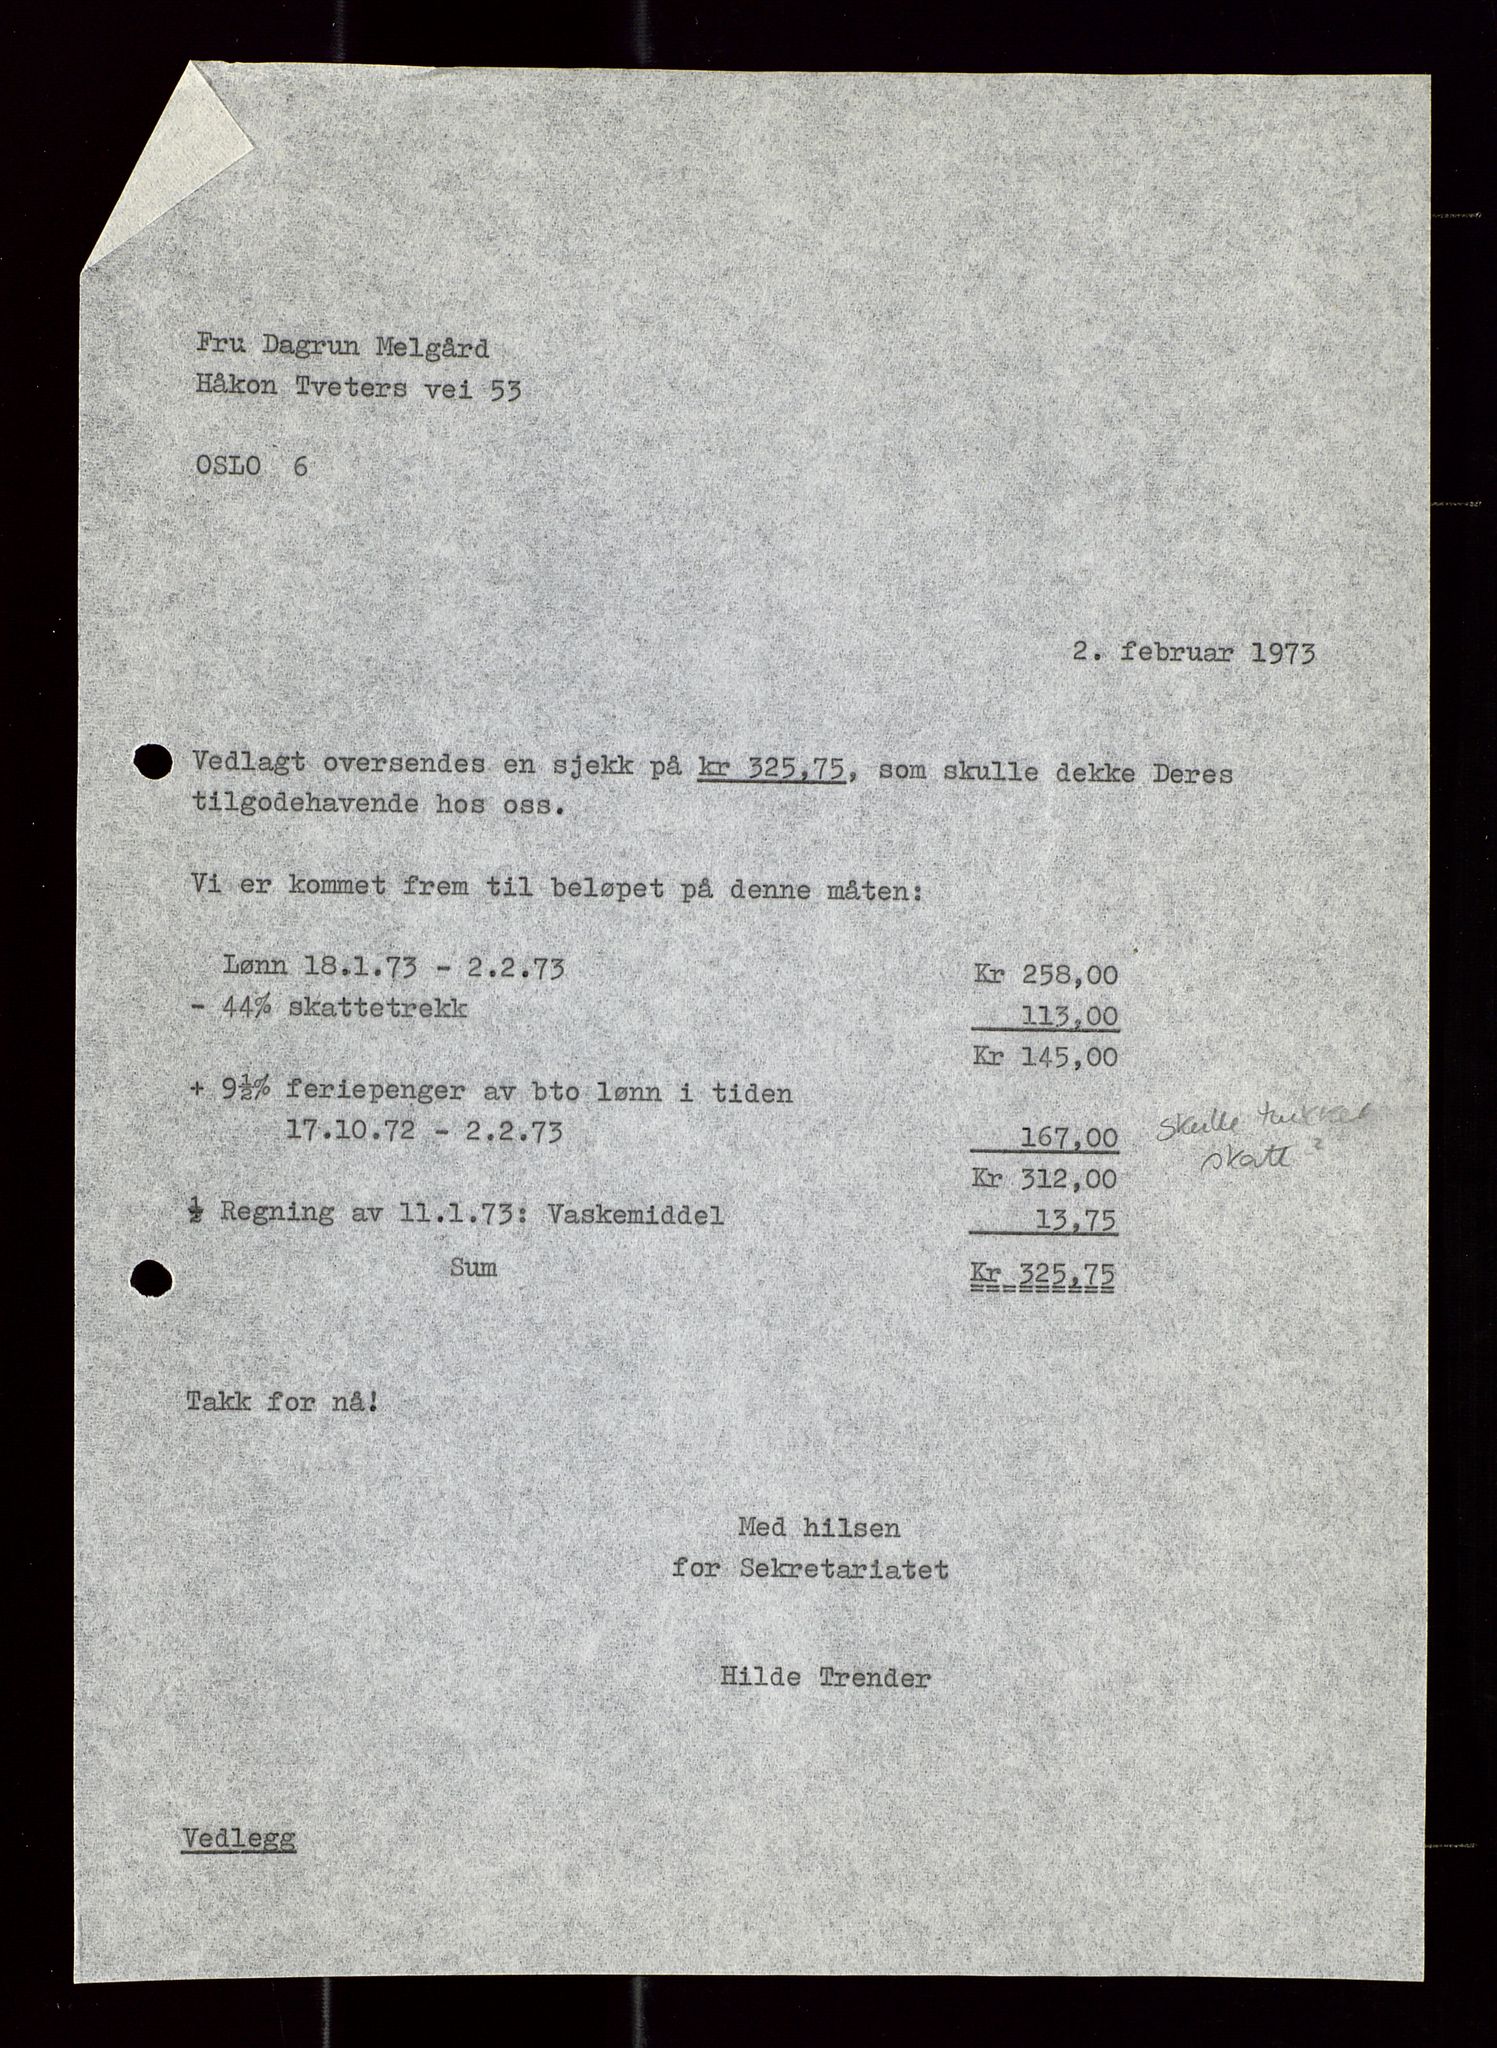 Fru Dagrun Melgård
Håkon Tveters vei 53
OSLO 6
2. februar 1973
Vedlagt oversendes en sjekk på kr 325,75, som skulle dekke Deres
tilgodehavende hos oss.
Vi er kommet frem til beløpet på denne måten:
Lønn 18.1.73 - 2.2.73 Kr 258,00
- 44% skattetrekk 113,00
Kr 145,00
+ 9½% feriepenger av bto lønn i tiden
17.10.72 - 2.2.73 167,00 skulle
skatt?
Kr 312,00
½ Regning av 11.1.73: Vaskemiddel 13,75
Sum Kr 325,75
Takk for nå!
Med hilsen
for Sekretariatet
Hilde Trender
Vedlegg